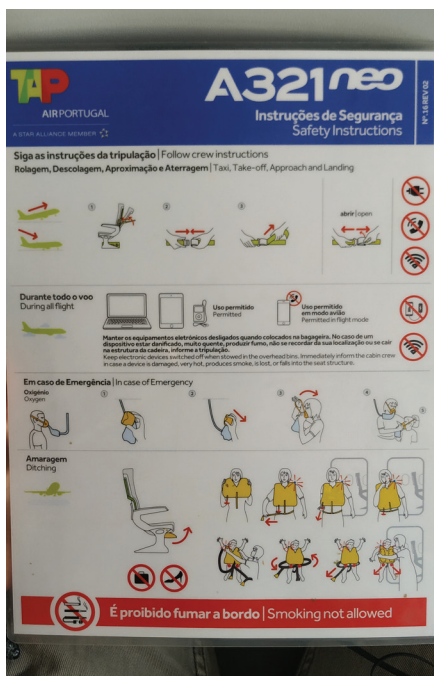 TAP
AIRPORTUGAL
A STAR ALLIANCE MEMBER
A321neo
Instruções de Segurança
Safety Instructions
Nº.16 REV 02
Siga as instruções da tripulação | Follow crew instructions
Rolagem, Descolagem, Aproximação e Aterragem | Taxi, Take-off, Approach and Landing
1
2
3
abrir | open
Durante todo o voo
During all flight
Uso permitido
Permitted
Uso permitido
em modo avião
Permitted in flight mode
Manter os equipamentos eletrónicos desligados quando colocados na bagageira. No caso de um
dispositivo estar danificado, muito quente, produzir fumo, não se recordar da sua localização ou se cair
na estrutura da cadeira, informe a tripulação.
Keep electronic devices switched off when stowed in the overhead bins. Immediately inform the cabin crew
in case a device is damaged, very hot, produces smoke, is lost, or falls into the seat structure.
Em caso de Emergência | In case of Emergency
Oxigénio
Oxygen
1
2
3
4
5
Amaragem
Ditching
É proibido fumar a bordo | Smoking not allowed